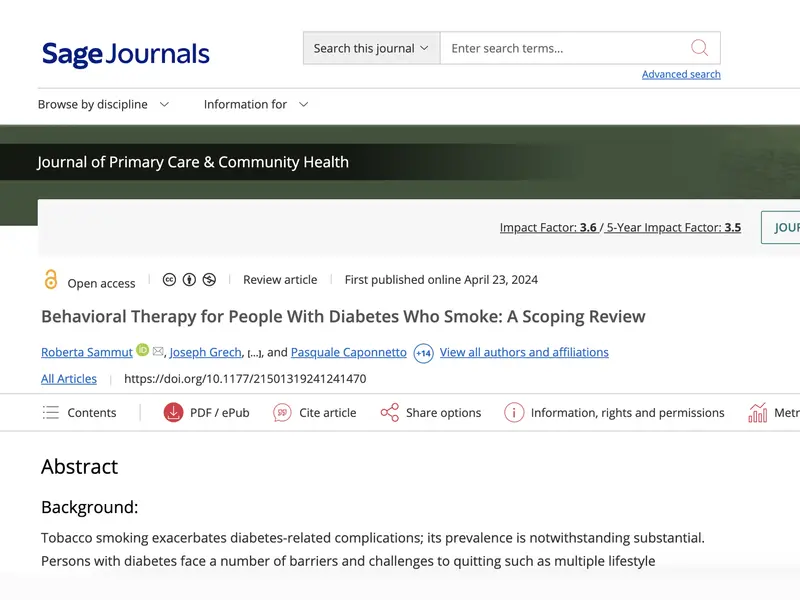 Sage Journals
Search this journal
Enter search terms...
Advanced search
Browse by discipline
Information for
Journal of Primary Care & Community Health
Impact Factor: 3.6 / 5-Year Impact Factor: 3.5
JOUR
Open access
Review article
First published online April 23, 2024
Behavioral Therapy for People With Diabetes Who Smoke: A Scoping Review
Roberta Sammut iD, Joseph Grech, [...], and Pasquale Caponnetto +14 View all authors and affiliations
All Articles
https://doi.org/10.1177/21501319241241470
Contents
PDF / ePub
Cite article
Share options
Information, rights and permissions
Metr
Abstract
Background:
Tobacco smoking exacerbates diabetes-related complications; its prevalence is notwithstanding substantial.
Persons with diabetes face a number of barriers and challenges to quitting such as multiple lifestyle